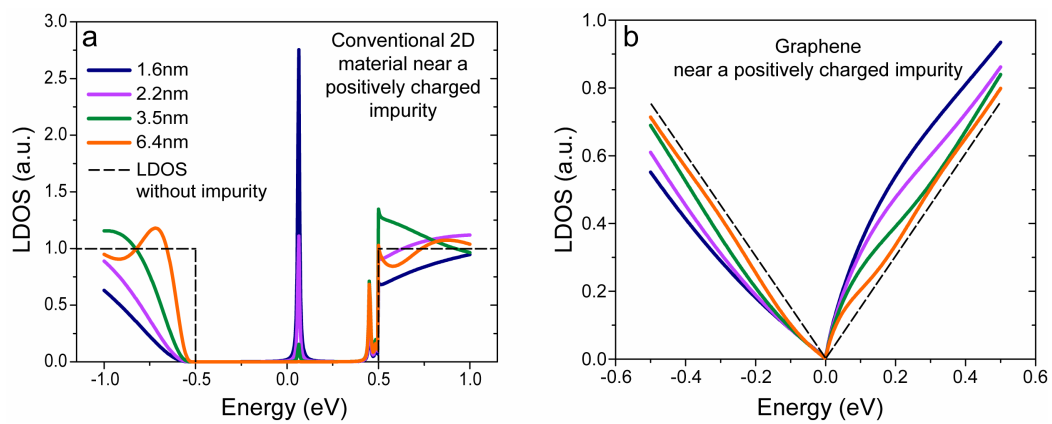 a
Conventional 2D
material near a
positively charged
impurity
1.6nm
2.2nm
3.5nm
6.4nm
LDOS
without impurity
LDOS (a.u.)
3.0
2.5
2.0
1.5
1.0
0.5
0.0
-1.0 -0.5 0.0 0.5 1.0
Energy (eV)
b
Graphene
near a positively charged impurity
LDOS (a.u.)
1.0
0.8
0.6
0.4
0.2
0.0
-0.6 -0.4 -0.2 0.0 0.2 0.4 0.6
Energy (eV)